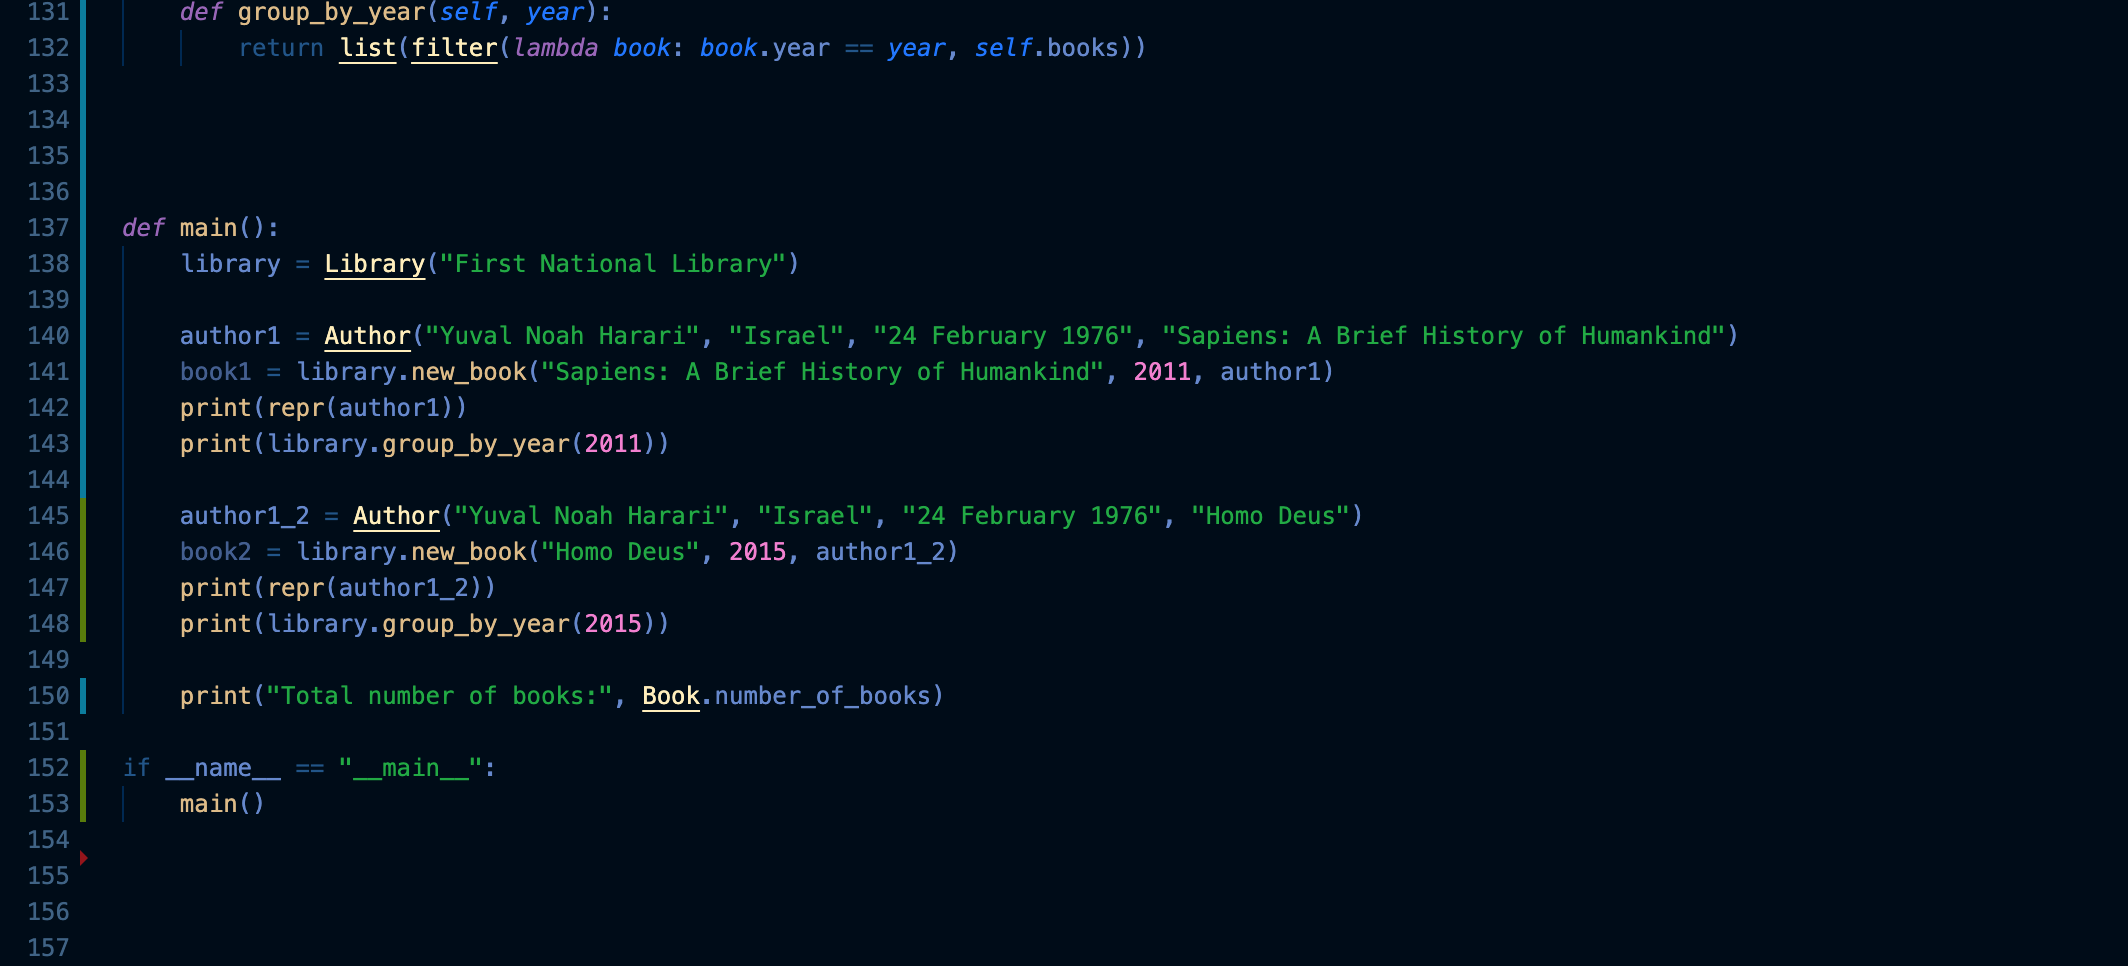 131 def group_by_year(self, year):
132 return list(filter(lambda book: book.year == year, self.books))
133
134
135
136
137 def main():
138 library = Library("First National Library")
139
140 author1 = Author("Yuval Noah Harari", "Israel", "24 February 1976", "Sapiens: A Brief History of Humankind")
141 book1 = library.new_book("Sapiens: A Brief History of Humankind", 2011, author1)
142 print(repr(author1))
143 print(library.group_by_year(2011))
144
145 author1_2 = Author("Yuval Noah Harari", "Israel", "24 February 1976", "Homo Deus")
146 book2 = library.new_book("Homo Deus", 2015, author1_2)
147 print(repr(author1_2))
148 print(library.group_by_year(2015))
149
150 print("Total number of books:", Book.number_of_books)
151
152 if __name__ == "__main__":
153 main()
154
155
156
157